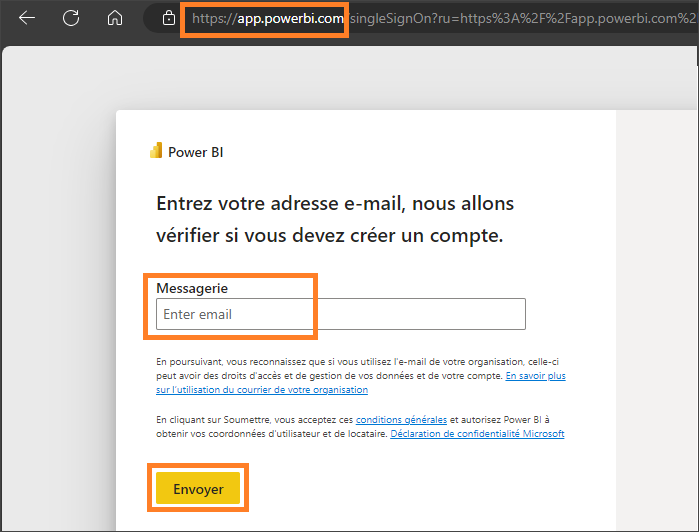 https://app.powerbi.com/singleSignOn?ru=https%3A%2F%2Fapp.powerbi.com%2
Power BI
Entrez votre adresse e-mail, nous allons
vérifier si vous devez créer un compte.
Messagerie
Enter email
En poursuivant, vous reconnaissez que si vous utilisez l'e-mail de votre organisation, celle-ci
peut avoir des droits d'accès et de gestion de vos données et de votre compte. En savoir plus
sur l'utilisation du courrier de votre organisation
En cliquant sur Soumettre, vous acceptez ces conditions générales et autorisez Power BI à
obtenir vos coordonnées d'utilisateur et de locataire. Déclaration de confidentialité Microsoft
Envoyer